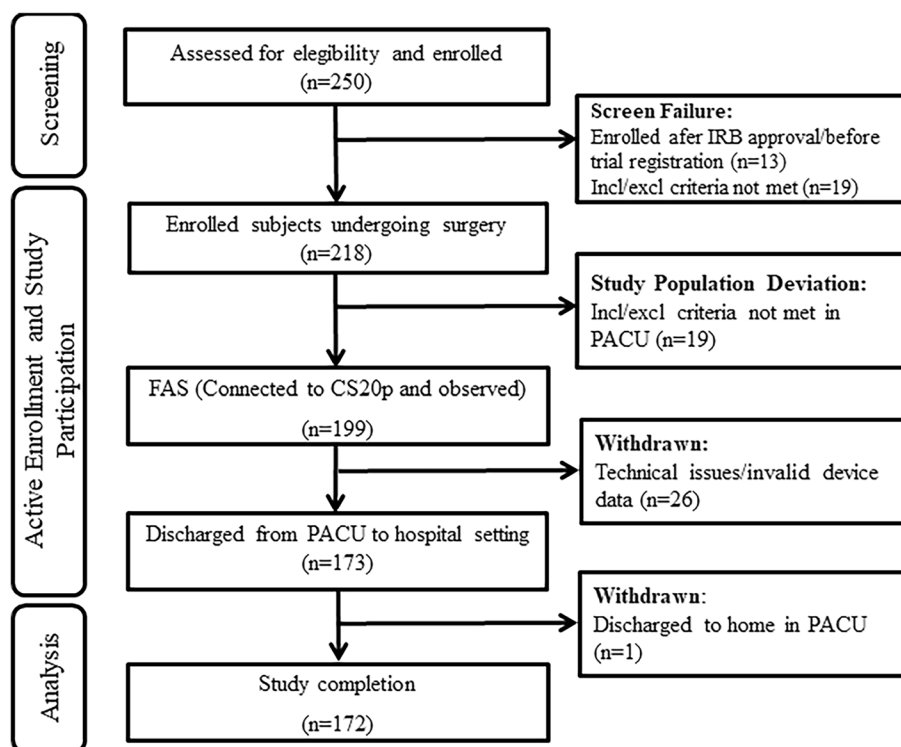 Screening
Assessed for elegibility and enrolled
(n=250)
Screen Failure:
Enrolled afer IRB approval/before
trial registration (n=13)
Incl/excl criteria not met (n=19)
Active Enrollment and Study
Participation
Enrolled subjects undergoing surgery
(n=218)
Study Population Deviation:
Incl/excl criteria not met in
PACU (n=19)
FAS (Connected to CS20p and observed)
(n=199)
Withdrawn:
Technical issues/invalid device
data (n=26)
Discharged from PACU to hospital setting
(n=173)
Withdrawn:
Discharged to home in PACU
(n=1)
Analysis
Study completion
(n=172)